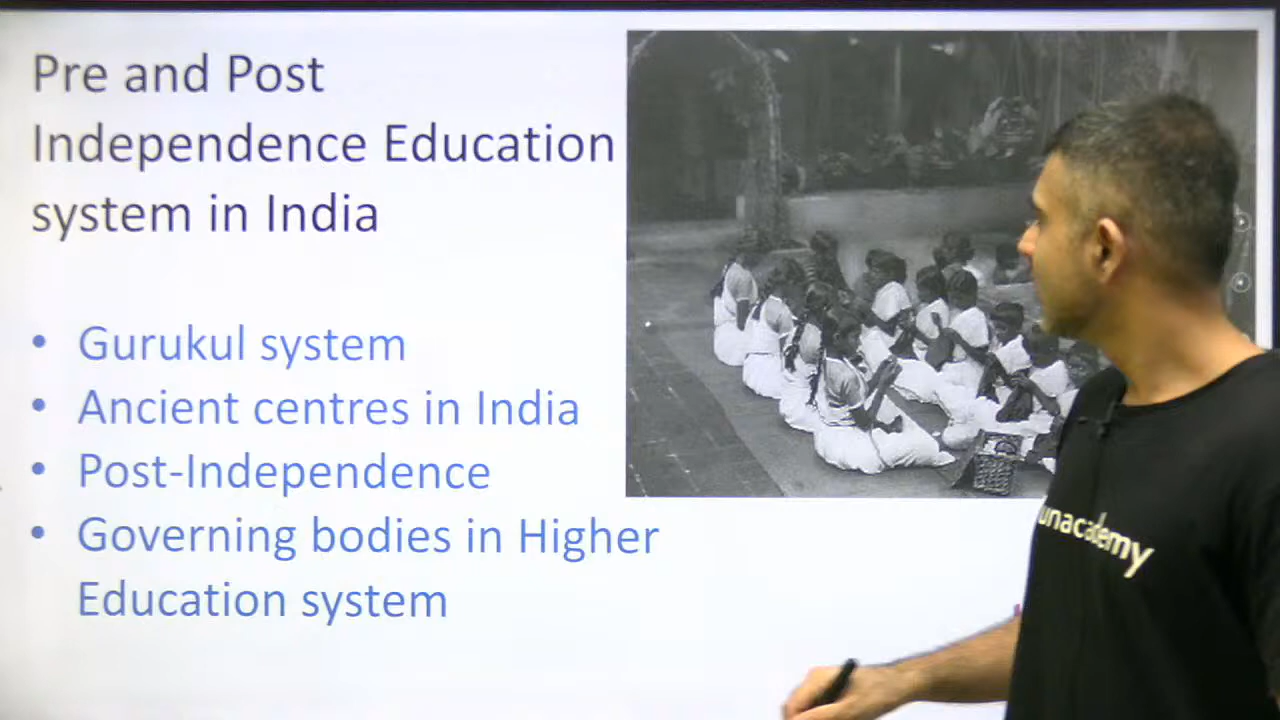 Pre and Post
Independence Education
system in India
• Gurukul system
• Ancient centres in India
• Post-Independence
• Governing bodies in Higher
Education system
unacademy